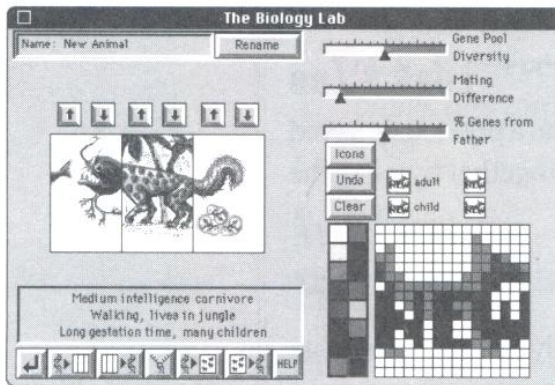 The Biology Lab
Name: New Animal
Rename
Gene Pool
Diversity
Mating
Difference
% Genes from
Father
Icons
Undo
adult
Clear
child
NEW
Medium intelligence carnivore
Walking, lives in jungle
Long gestation time, many children
HELP